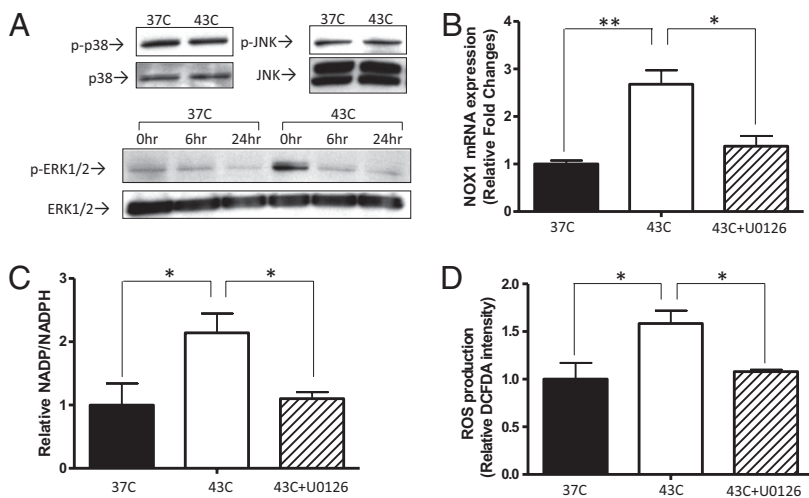 A
37C 43C
p-p38→
p38→
37C 43C
p-JNK→
JNK→
37C 43C
0hr 6hr 24hr 0hr 6hr 24hr
p-ERK1/2→
ERK1/2→
B
NOX1 mRNA expression
(Relative Fold Changes)
4
3
2
1
0
** *
37C 43C 43C+U0126
C
Relative NADP/NADPH
3
2
1
0
* *
37C 43C 43C+U0126
D
ROS production
(Relative DCFDA intensity)
2.0
1.5
1.0
0.5
0.0
* *
37C 43C 43C+U0126